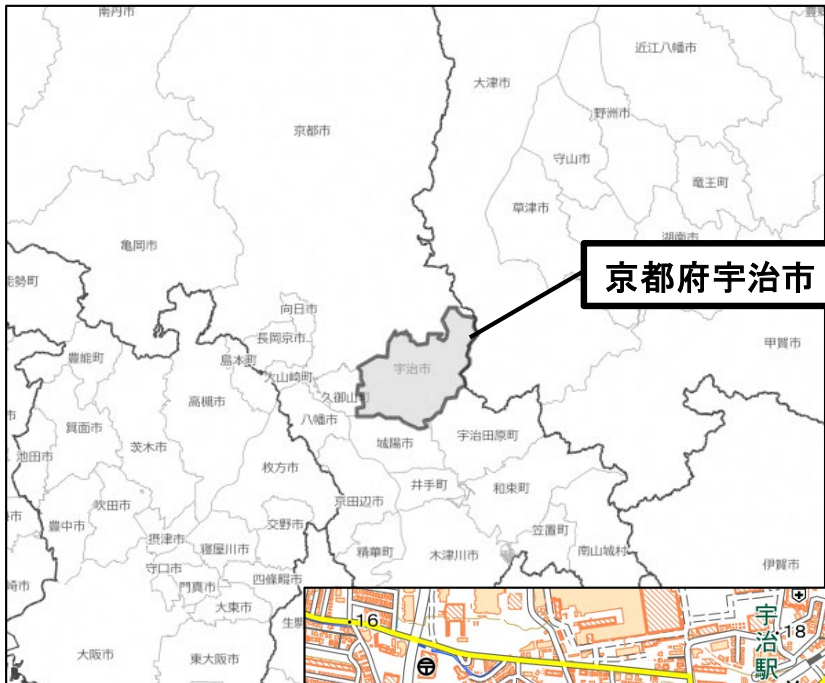 南丹市
近江八幡市
大津市
野洲市
京都市
守山市
竜王町
草津市
湖南市
亀岡市
京都府宇治市
能勢町
向日市
長岡京市
甲賀市
島本町
豊能町
大山崎町
宇治市
久御山町
高槻市
八幡市
箕面市
城陽市
宇治田原町
茨木市
池田市
枚方市
井手町
和束町
吹田市
京田辺市
豊中市
交野市
笠置町
摂津市
寝屋川市
精華町
木津川市
南山城村
守口市
伊賀市
門真市
四條畷市
大東市
大阪市
東大阪市
16
宇治駅
18